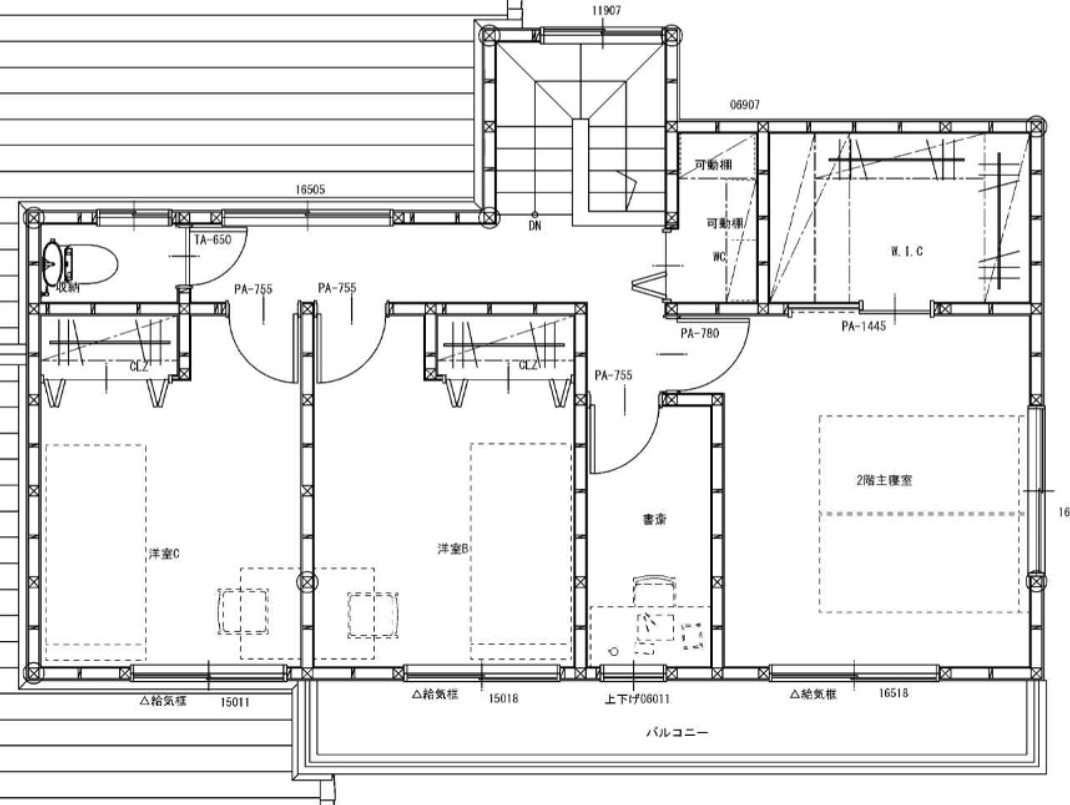 11907
06907
16505
可動棚
可動棚
DN
TA-650
WC
W.I.C
収納
PA-755
PA-755
PA-780
PA-1445
CLZ
CLZ
PA-755
2階主寝室
16
書斎
洋室C
洋室B
△給気框
15011
△給気框
15018
上下げ06011
△給気框
16518
バルコニー